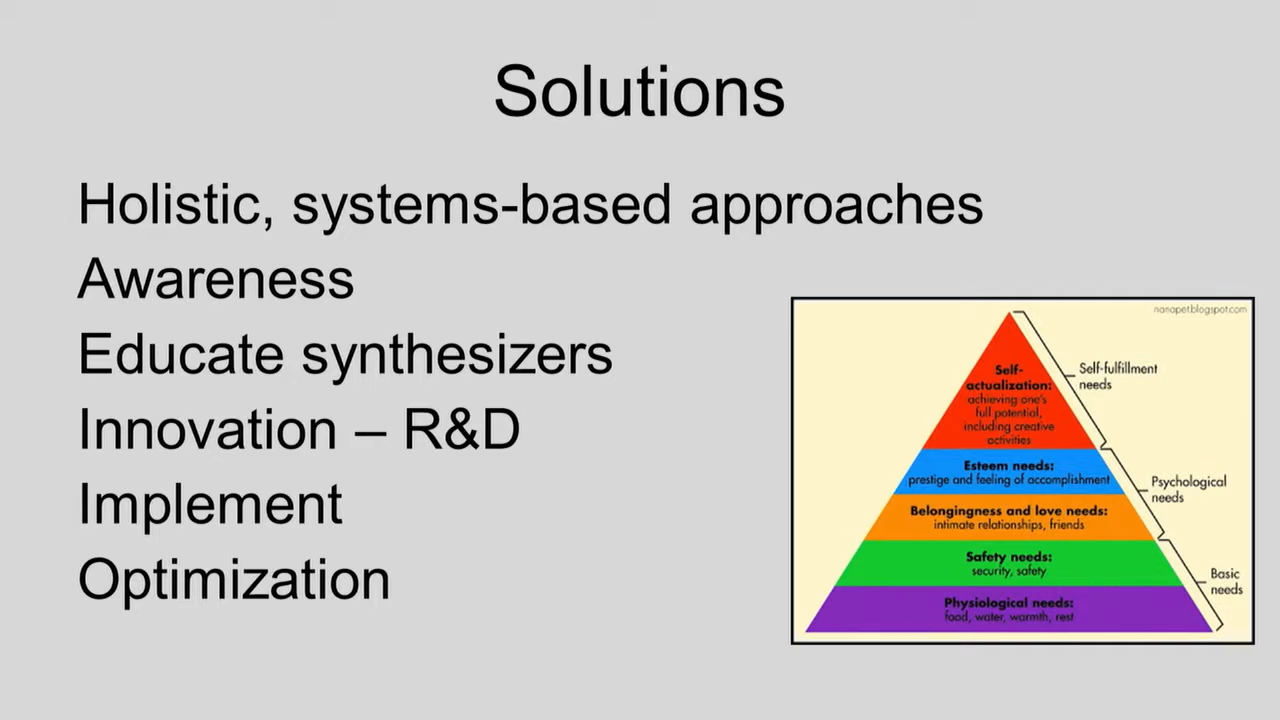 Solutions
Holistic, systems-based approaches
Awareness
Educate synthesizers
Innovation – R&D
Implement
Optimization
nanapet.blogspot.com
Self-
actualization:
achieving one's
full potential,
including creative
activities
Self-fulfillment
needs
Esteem needs:
prestige and feeling of accomplishment
Psychological
needs
Belongingness and love needs:
intimate relationships, friends
Safety needs:
security, safety
Basic
needs
Physiological needs:
food, water, warmth, rest